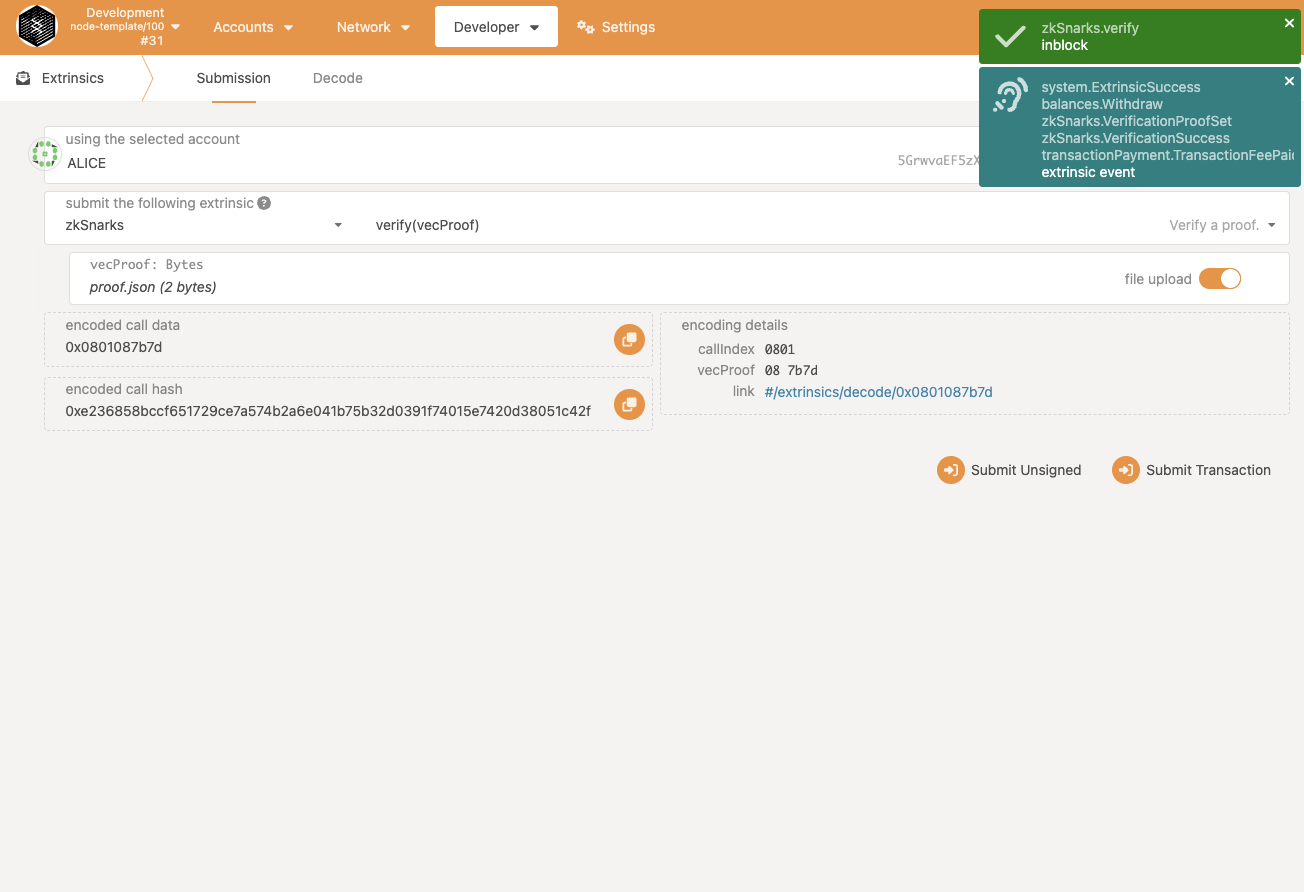 Development
node-template/100
#31
Accounts
Network
Developer
Settings
zkSnarks.verify
inblock
Extrinsics
Submission
Decode
system.ExtrinsicSuccess
balances.Withdraw
zkSnarks.VerificationProofSet
zkSnarks.VerificationSuccess
transactionPayment.TransactionFeePaid
extrinsic event
using the selected account
ALICE
5GrwvaEF5zX
submit the following extrinsic ?
zkSnarks
verify(vecProof)
Verify a proof.
vecProof: Bytes
proof.json (2 bytes)
file upload
encoded call data
0x0801087b7d
encoding details
callIndex 0801
vecProof 08 7b7d
link #/extrinsics/decode/0x0801087b7d
encoded call hash
0xe236858bccf651729ce7a574b2a6e041b75b32d0391f74015e7420d38051c42f
Submit Unsigned
Submit Transaction